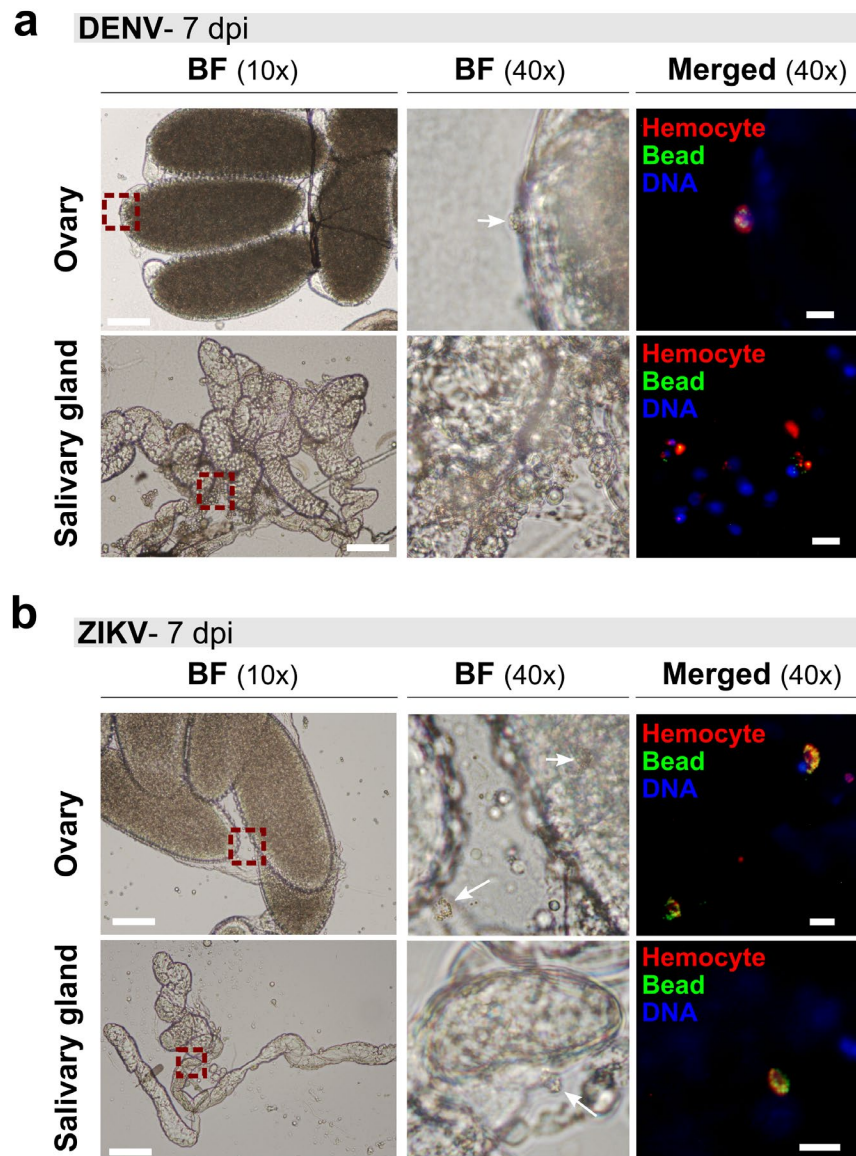 a
DENV- 7 dpi
BF (10x) BF (40x) Merged (40x)
Ovary
Hemocyte
Bead
DNA
Salivary gland
Hemocyte
Bead
DNA
b
ZIKV- 7 dpi
BF (10x) BF (40x) Merged (40x)
Ovary
Hemocyte
Bead
DNA
Salivary gland
Hemocyte
Bead
DNA